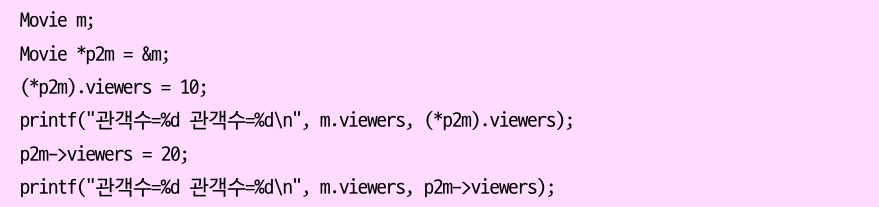 Movie m;
Movie *p2m = &m;
(*p2m).viewers = 10;
printf("관객수=%d 관객수=%d\n", m.viewers, (*p2m).viewers);
p2m->viewers = 20;
printf("관객수=%d 관객수=%d\n", m.viewers, p2m->viewers);